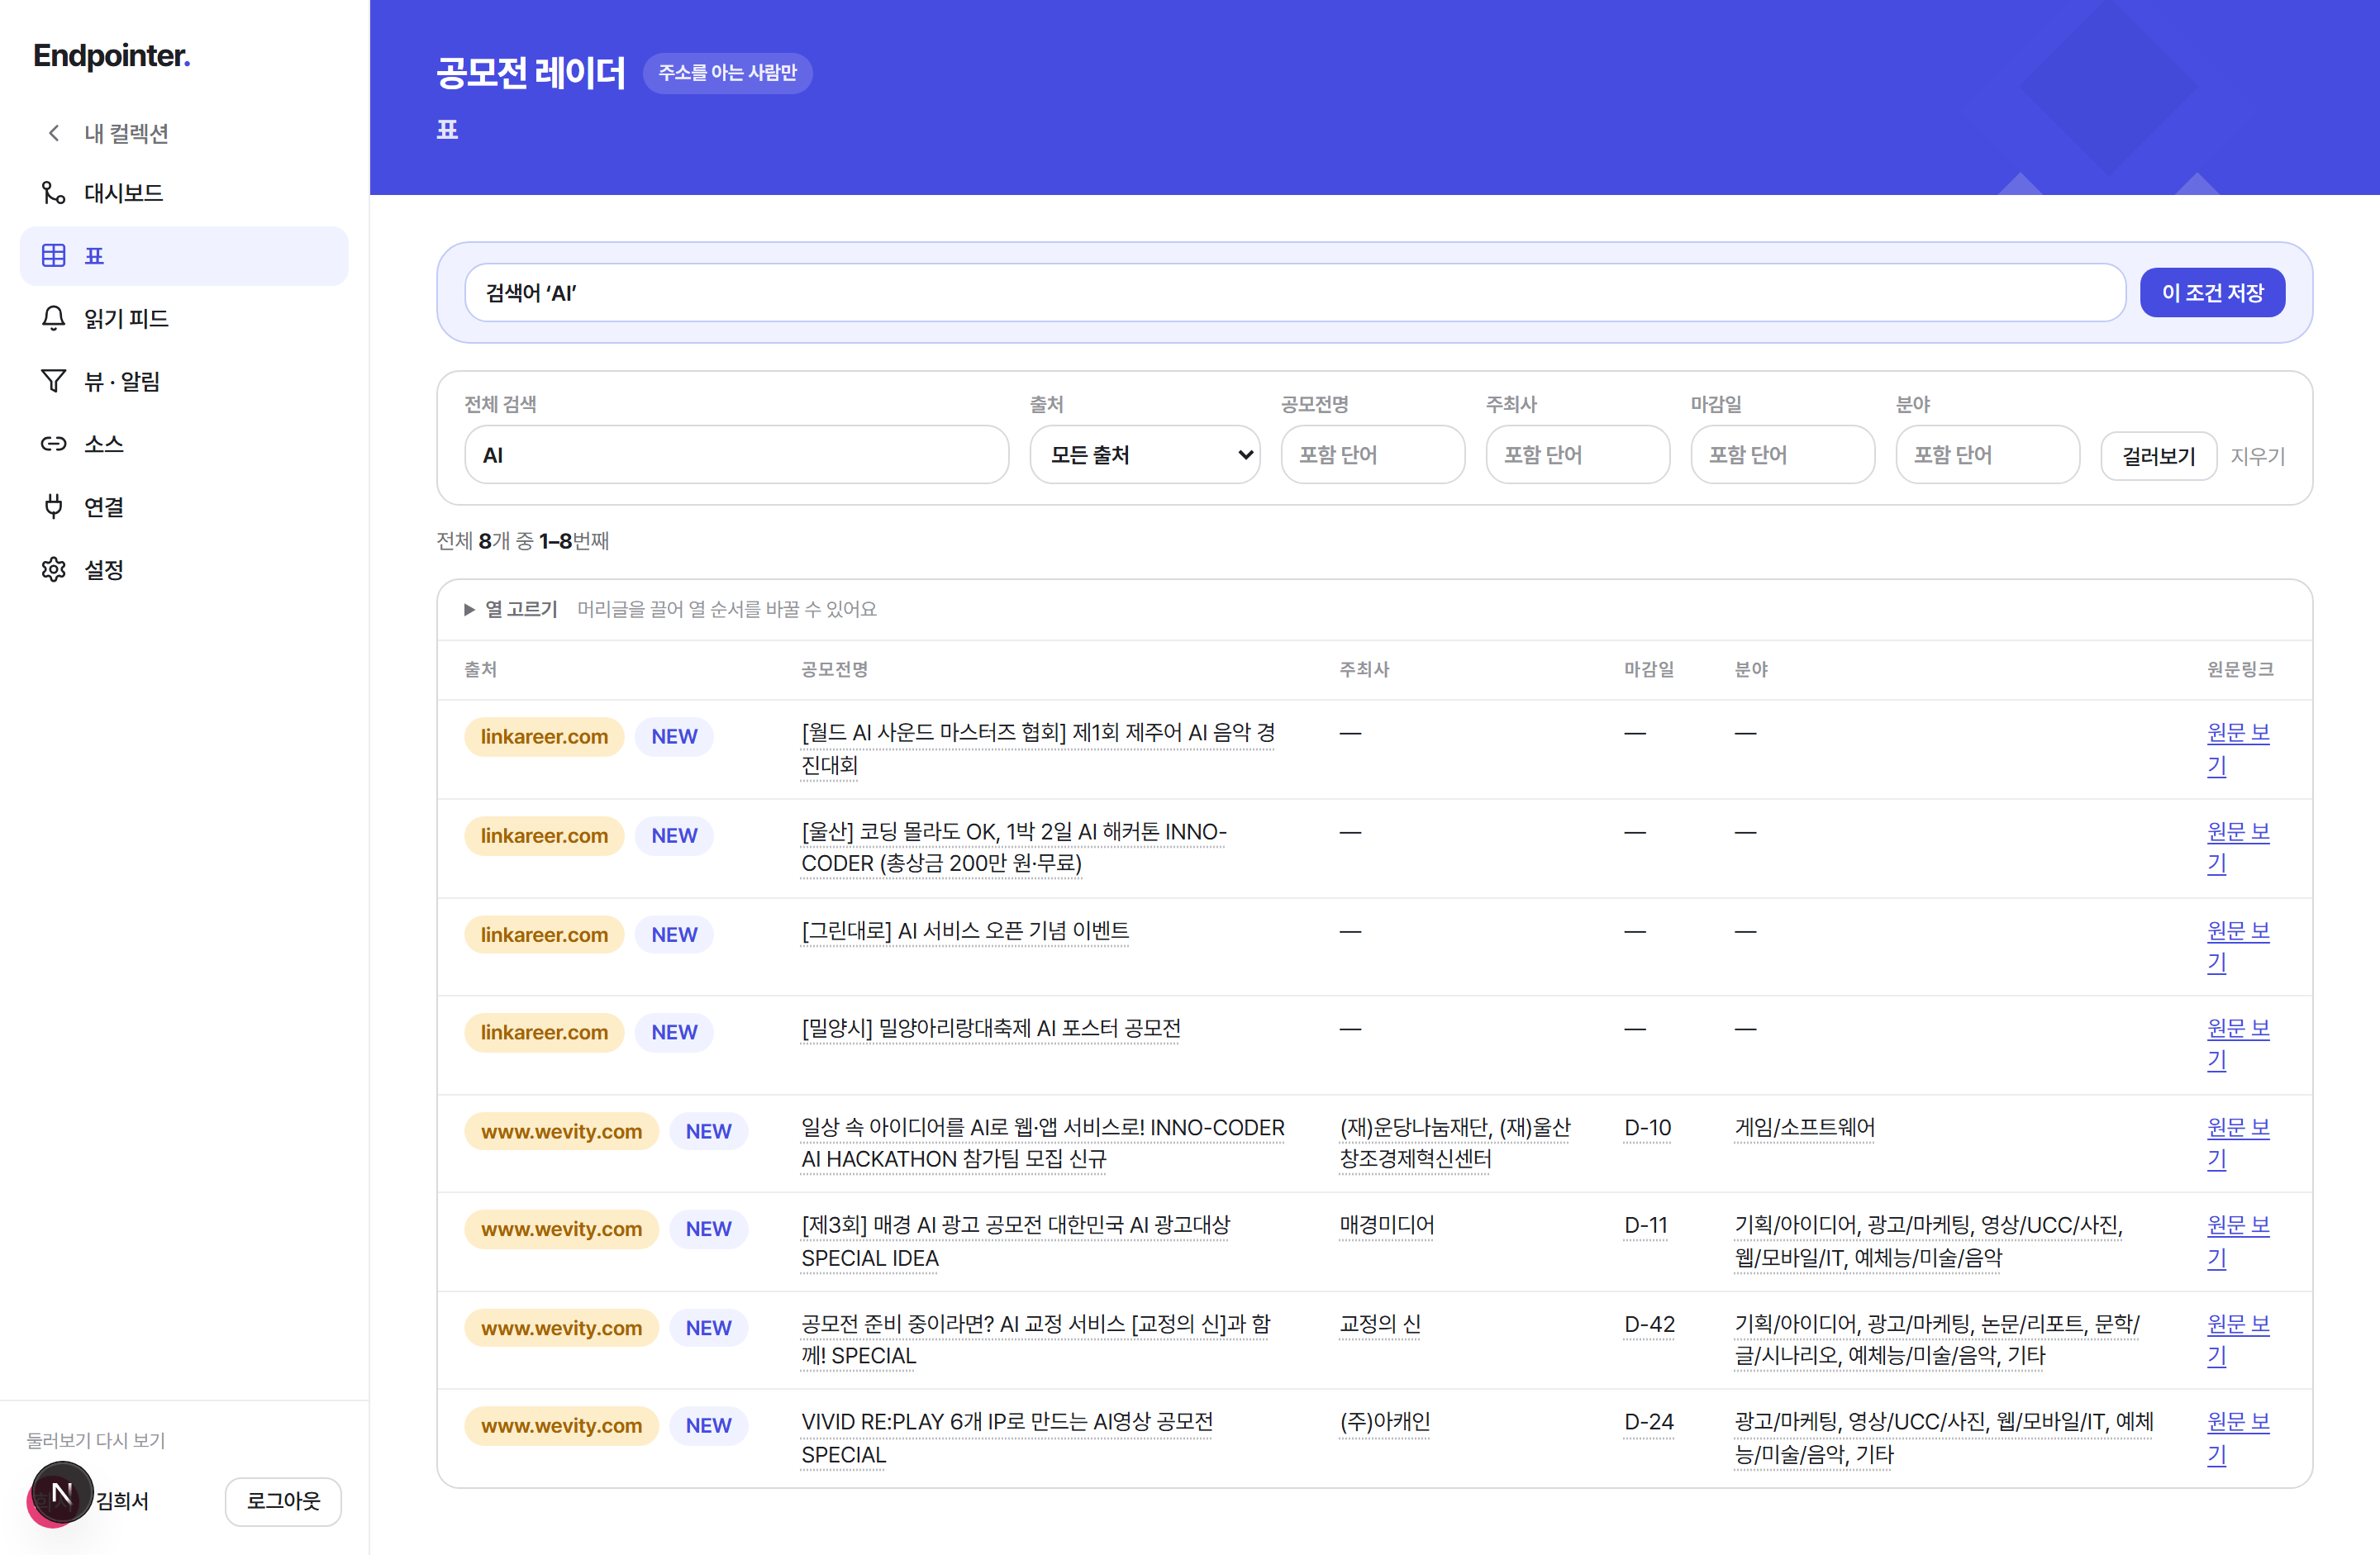 Endpointer.
내 컬렉션
대시보드
표
읽기 피드
뷰 · 알림
소스
연결
설정
둘러보기 다시 보기
N
김희서
로그아웃
공모전 레이더
주소를 아는 사람만
표
검색어 ‘AI’
이 조건 저장
전체 검색
출처
공모전명
주최사
마감일
분야
AI
모든 출처
포함 단어
포함 단어
포함 단어
포함 단어
걸러보기
지우기
전체 8개 중 1–8번째
▶ 열 고르기 머리글을 끌어 열 순서를 바꿀 수 있어요
출처 공모전명 주최사 마감일 분야 원문링크
linkareer.com NEW [월드 AI 사운드 마스터즈 협회] 제1회 제주어 AI 음악 경 — — — 원문 보
진대회 기
linkareer.com NEW [울산] 코딩 몰라도 OK, 1박 2일 AI 해커톤 INNO- — — — 원문 보
CODER (총상금 200만 원·무료) 기
linkareer.com NEW [그린대로] AI 서비스 오픈 기념 이벤트 — — — 원문 보
기
linkareer.com NEW [밀양시] 밀양아리랑대축제 AI 포스터 공모전 — — — 원문 보
기
www.wevity.com NEW 일상 속 아이디어를 AI로 웹·앱 서비스로! INNO-CODER (재)운당나눔재단, (재)울산 D-10 게임/소프트웨어 원문 보
AI HACKATHON 참가팀 모집 신규 창조경제혁신센터 기
www.wevity.com NEW [제3회] 매경 AI 광고 공모전 대한민국 AI 광고대상 매경미디어 D-11 기획/아이디어, 광고/마케팅, 영상/UCC/사진, 원문 보
SPECIAL IDEA 웹/모바일/IT, 예체능/미술/음악 기
www.wevity.com NEW 공모전 준비 중이라면? AI 교정 서비스 [교정의 신]과 함 교정의 신 D-42 기획/아이디어, 광고/마케팅, 논문/리포트, 문학/ 원문 보
께! SPECIAL 글/시나리오, 예체능/미술/음악, 기타 기
www.wevity.com NEW VIVID RE:PLAY 6개 IP로 만드는 AI영상 공모전 (주)아캐인 D-24 광고/마케팅, 영상/UCC/사진, 웹/모바일/IT, 예체 원문 보
SPECIAL 능/미술/음악, 기타 기